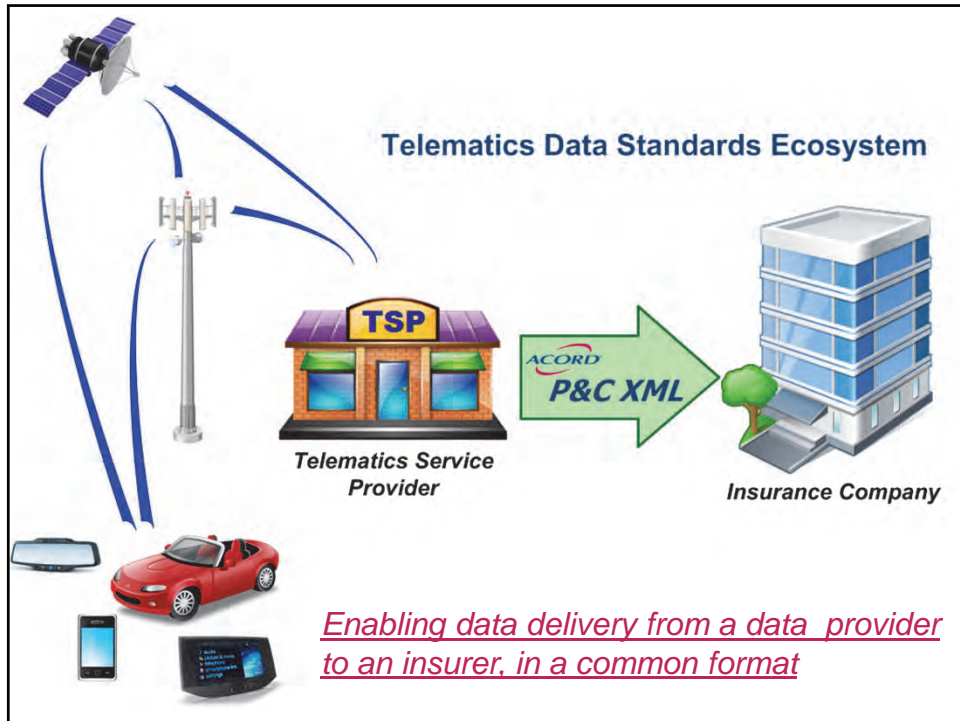 Telematics Data Standards Ecosystem
TSP
ACORD
P&C XML
Telematics Service
Provider
Insurance Company
Enabling data delivery from a data provider
to an insurer, in a common format